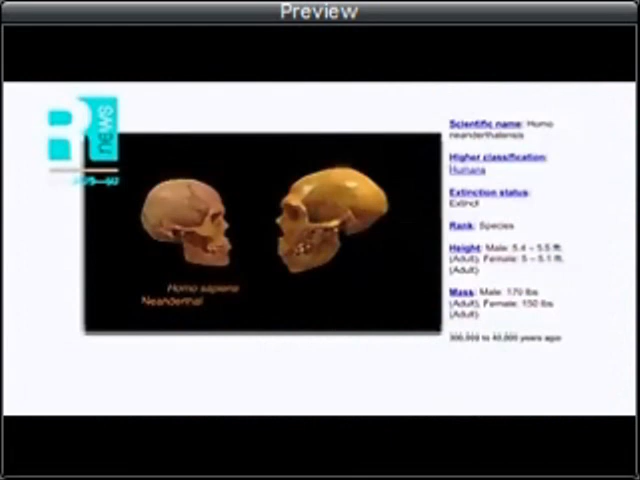 Preview
news
Scientific name: Homo
neanderthalensis
Higher classification:
Humans
Extinction status:
Extinct
Rank: Species
Height: Male: 5.4 – 5.5 ft.
(Adult), Female: 5 – 5.1 ft.
(Adult)
Mass: Male: 170 lbs
(Adult), Female: 150 lbs
(Adult)
300,000 to 40,000 years ago
Homo sapiens
Neanderthal